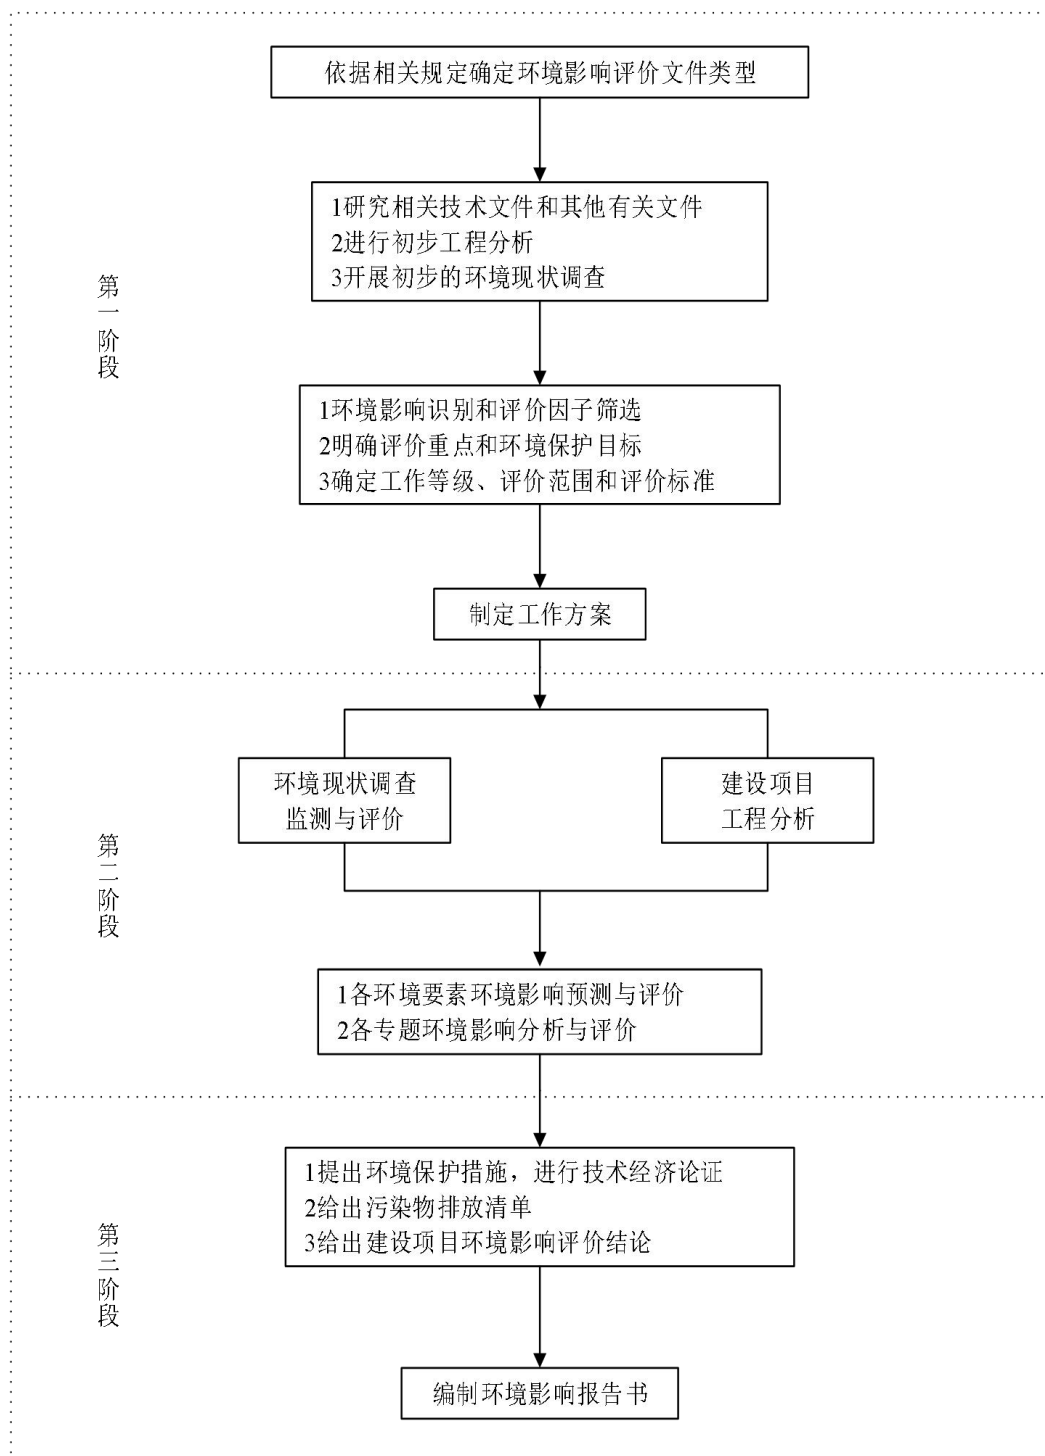 依据相关规定确定环境影响评价文件类型
1研究相关技术文件和其他有关文件
2进行初步工程分析
3开展初步的环境现状调查
第一阶段
1环境影响识别和评价因子筛选
2明确评价重点和环境保护目标
3确定工作等级、评价范围和评价标准
制定工作方案
环境现状调查
监测与评价
建设项目
工程分析
第二阶段
1各环境要素环境影响预测与评价
2各专题环境影响分析与评价
1提出环境保护措施，进行技术经济论证
2给出污染物排放清单
3给出建设项目环境影响评价结论
第三阶段
编制环境影响报告书